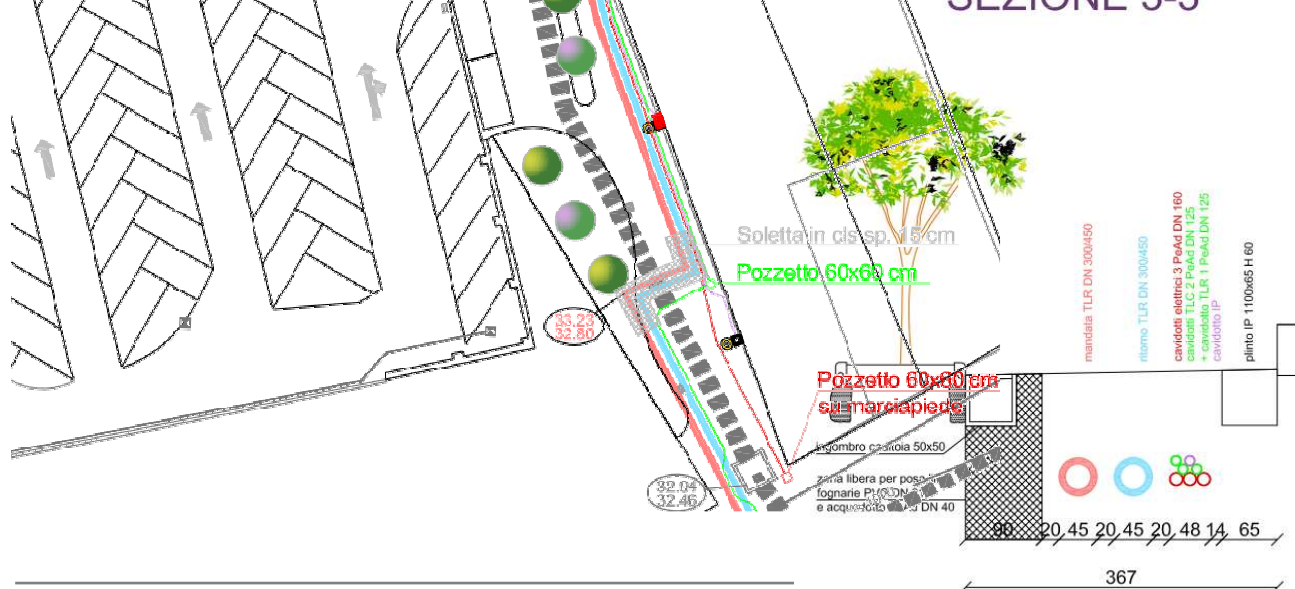 SEZIONE 5-5
Soletta in cls sp. 15 cm
Pozzetto 60x60 cm
33.23
32.80
Pozzetto 60x60 cm
su marciapiede
32.04
32.46
ingombro caditoia 50x50
libera per
fognarie
DN 40
mandata TLR DN 300/450
ritorno TLR DN 300/450
cavidotti elettrici 3 PeAd DN 160
cavidotti TLC 2 PeAd DN 125
+ cavidotto TLR 1 PeAd DN 125
cavidotto IP
plinto IP 1100x65 H 60
90 20 45 20 45 20 48 14 65
367